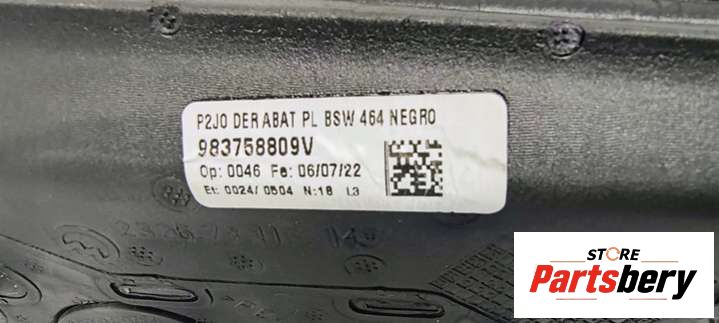 P2JO DER ABAT PL BSW 464 NEGRO
983758809V
Op: 0046 Fe: 06/07/22
Et: 0024/ 0504 N:18 L3
STORE
Partsbery